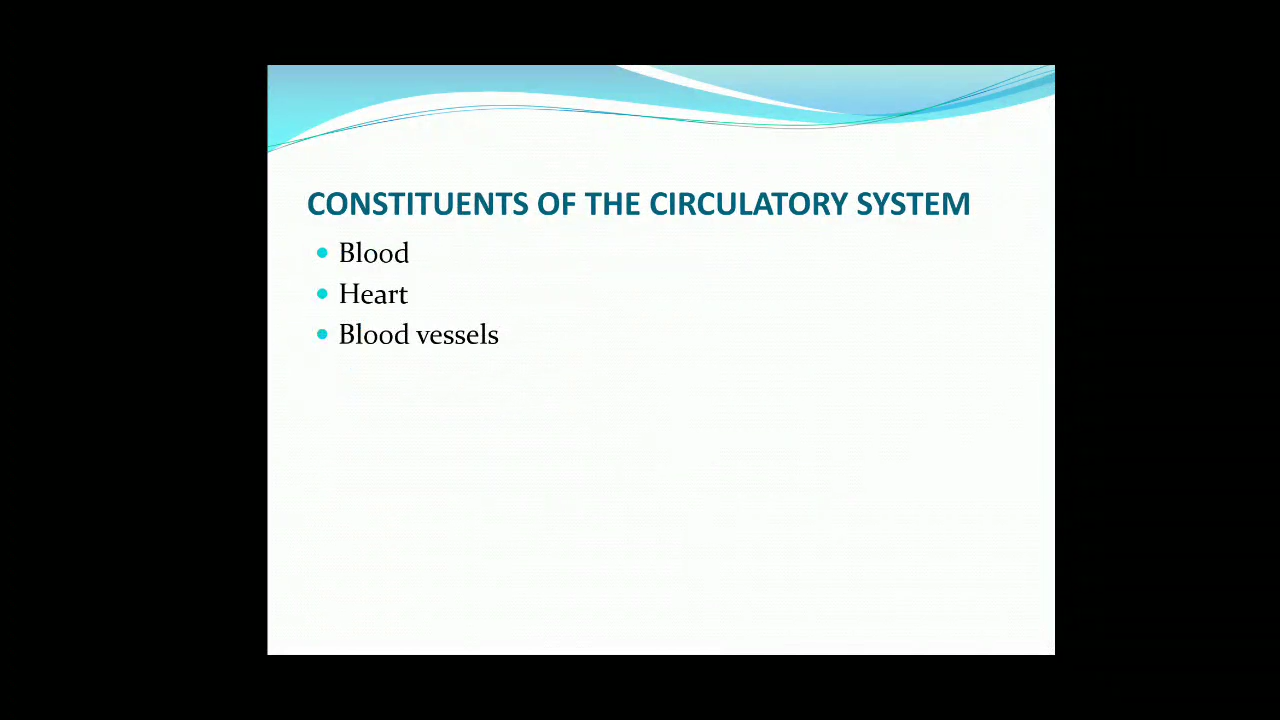 CONSTITUENTS OF THE CIRCULATORY SYSTEM
Blood
Heart
Blood vessels